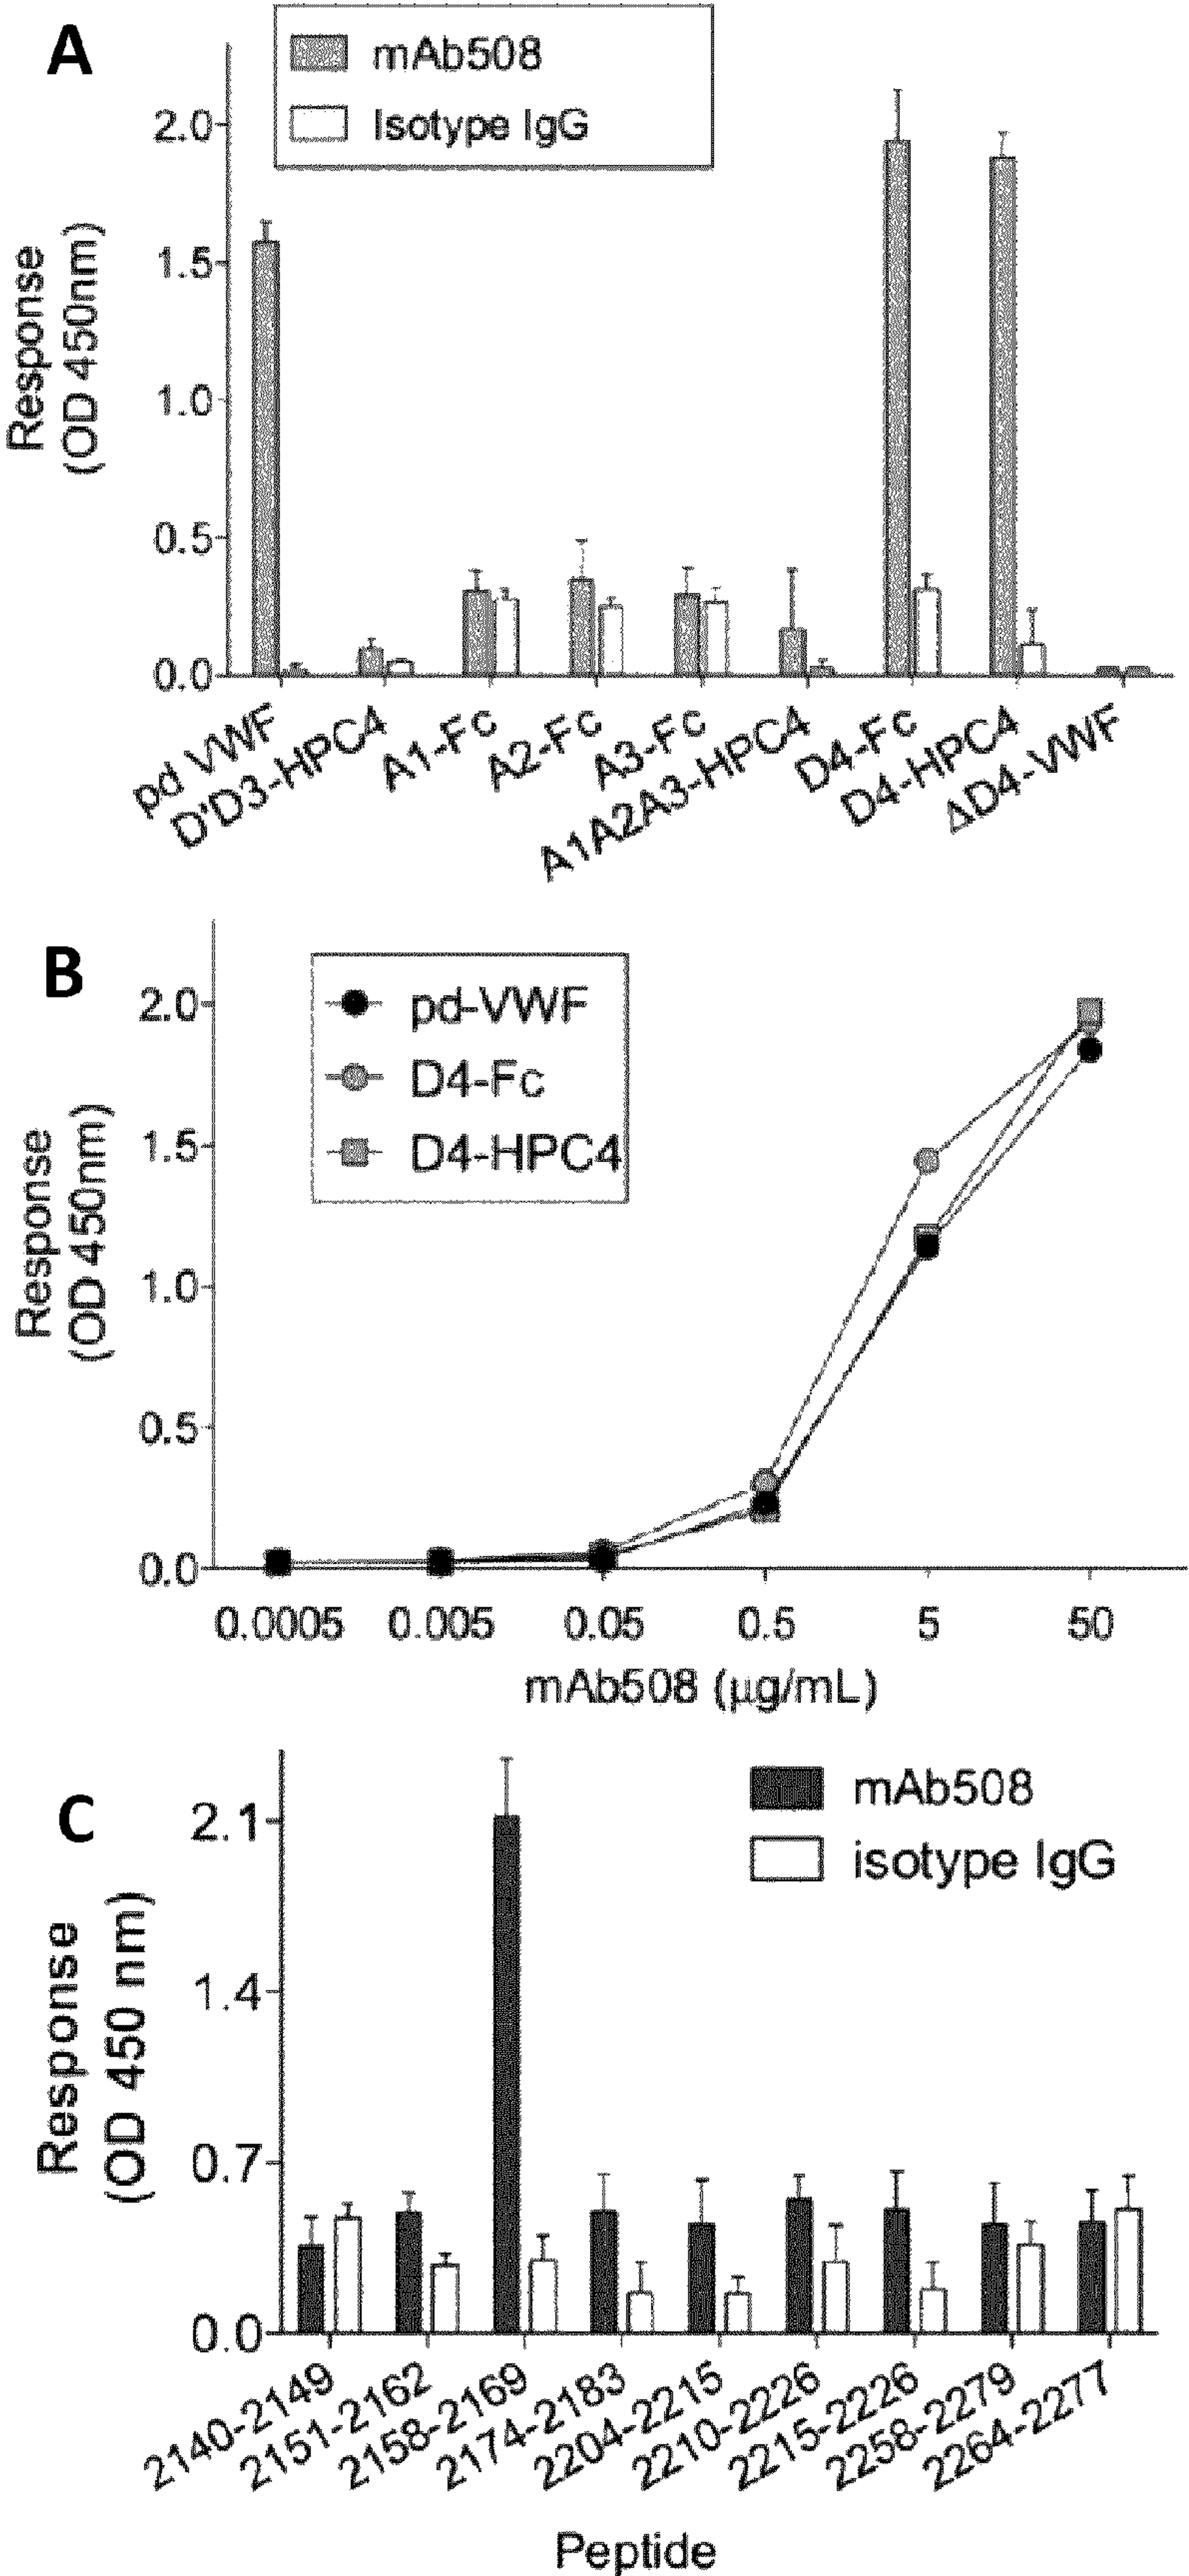 A
mAb508
Isotype IgG
Response
(OD 450nm)
2.0
1.5
1.0
0.5
0.0
pd VWF
D'D3-HPC4
A1-Fc
A2-Fc
A3-Fc
A1A2A3-HPC4
D4-Fc
D4-HPC4
ΔD4-VWF
B
pd-VWF
D4-Fc
D4-HPC4
Response
(OD 450nm)
2.0
1.5
1.0
0.5
0.0
0.0005 0.005 0.05 0.5 5 50
mAb508 (µg/mL)
C
mAb508
isotype IgG
Response
(OD 450 nm)
2.1
1.4
0.7
0.0
2140-2149
2151-2162
2158-2169
2174-2183
2204-2215
2210-2226
2215-2226
2258-2279
2264-2277
Peptide